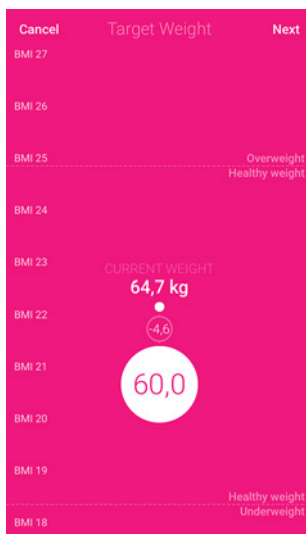 Cancel Target Weight Next
BMI 27
BMI 26
BMI 25
Overweight
Healthy weight
BMI 24
BMI 23
CURRENT WEIGHT
64,7 kg
BMI 22
-4,6
BMI 21
60,0
BMI 20
BMI 19
Healthy weight
Underweight
BMI 18